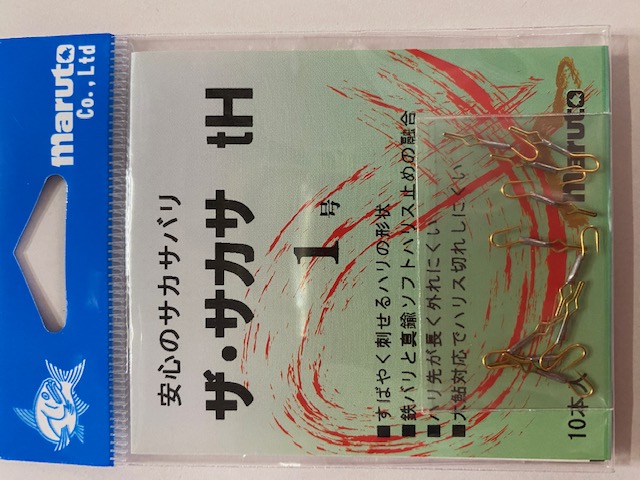 maruto
Co.,Ltd
安心のサカサバリ
ザ・サカサ tH
1号
■すばやく刺せるハリの形状
■鉄バリと真鍮ソフトハリス止めの融合
■ハリ先が長く外れにくい
■大鮎対応でハリス切れしにくい
10本入
maruto